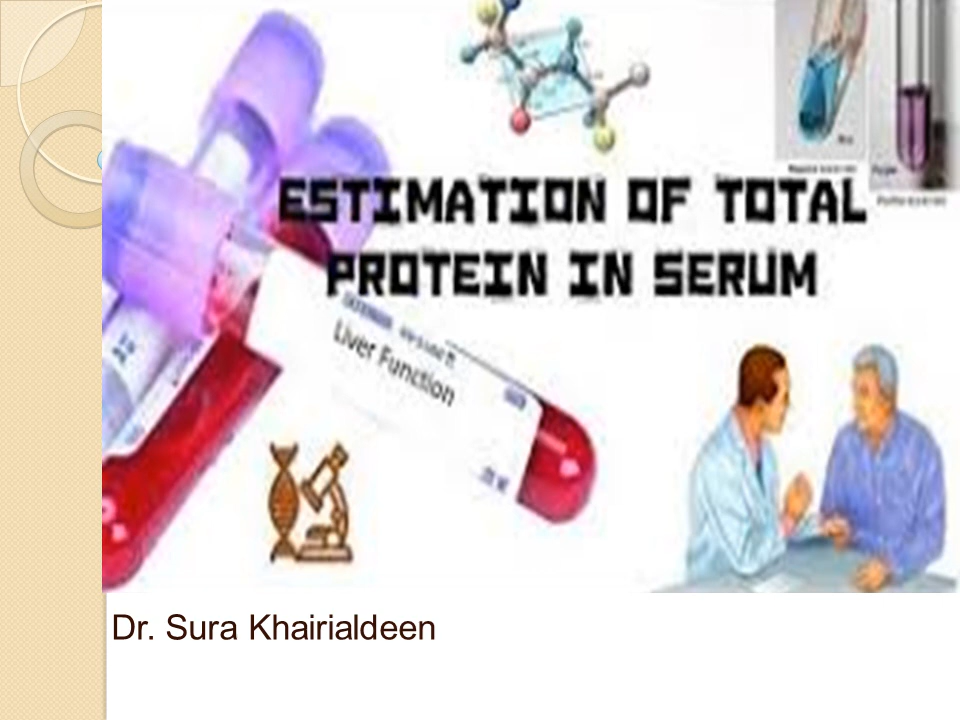 ESTIMATION OF TOTAL
PROTEIN IN SERUM
Liver Function
Dr. Sura Khairialdeen